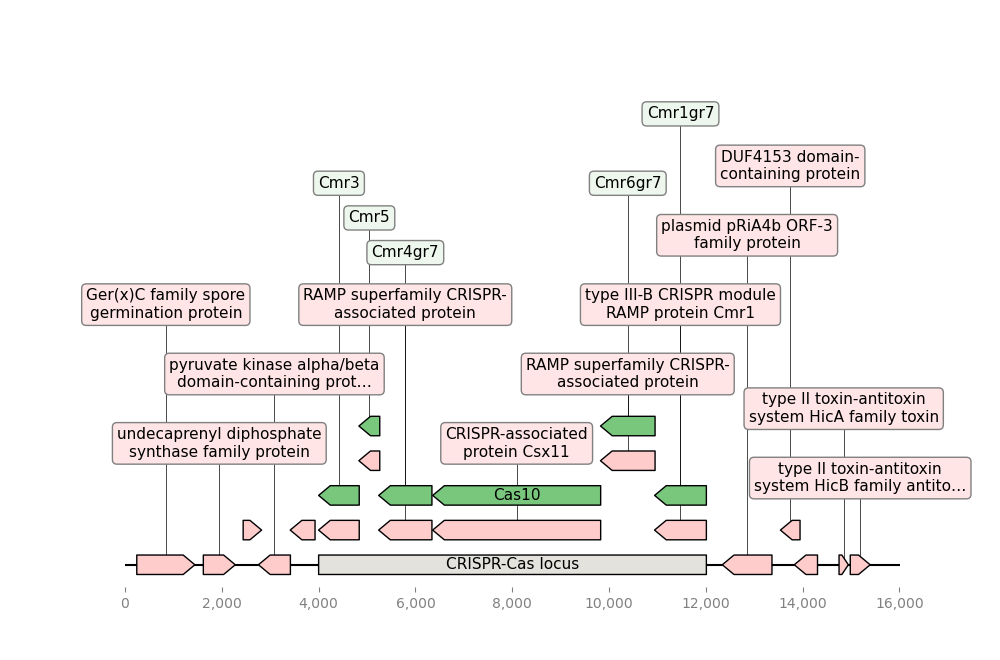 Cmr1gr7
DUF4153 domain-
containing protein
Cmr3
Cmr6gr7
Cmr5
plasmid pRiA4b ORF-3
family protein
Cmr4gr7
Ger(x)C family spore
germination protein
RAMP superfamily CRISPR-
associated protein
type III-B CRISPR module
RAMP protein Cmr1
pyruvate kinase alpha/beta
domain-containing prot...
RAMP superfamily CRISPR-
associated protein
type II toxin-antitoxin
system HicA family toxin
undecaprenyl diphosphate
synthase family protein
CRISPR-associated
protein Csx11
type II toxin-antitoxin
system HicB family antito...
Cas10
CRISPR-Cas locus
0 2,000 4,000 6,000 8,000 10,000 12,000 14,000 16,000